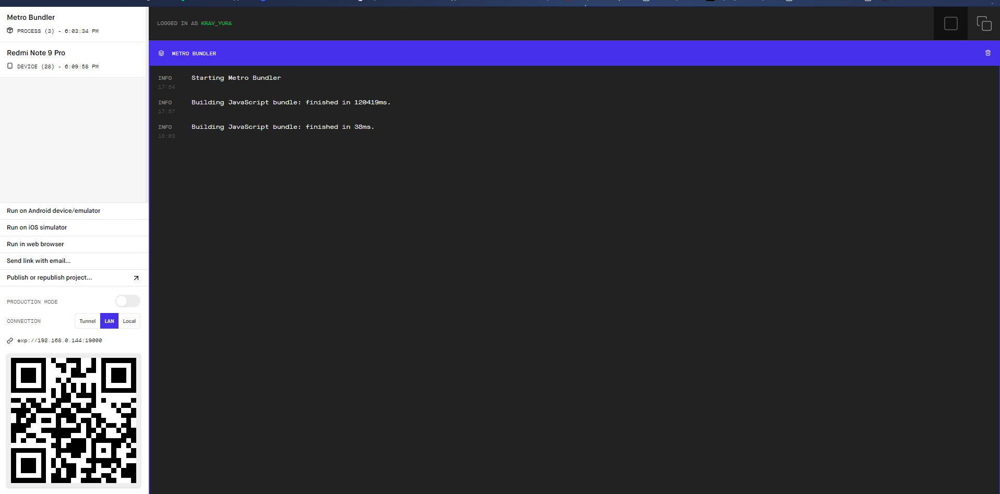 Metro Bundler
PROCESS (3) - 6:03:34 PM
Redmi Note 9 Pro
DEVICE (28) - 6:09:58 PM
Run on Android device/emulator
Run on iOS simulator
Run in web browser
Send link with email...
Publish or republish project...
PRODUCTION MODE
CONNECTION Tunnel LAN Local
exp://192.168.0.144:19000
LOGGED IN AS KRAV_YURA
METRO BUNDLER
INFO Starting Metro Bundler
17:54
INFO Building JavaScript bundle: finished in 120419ms.
17:57
INFO Building JavaScript bundle: finished in 38ms.
18:03